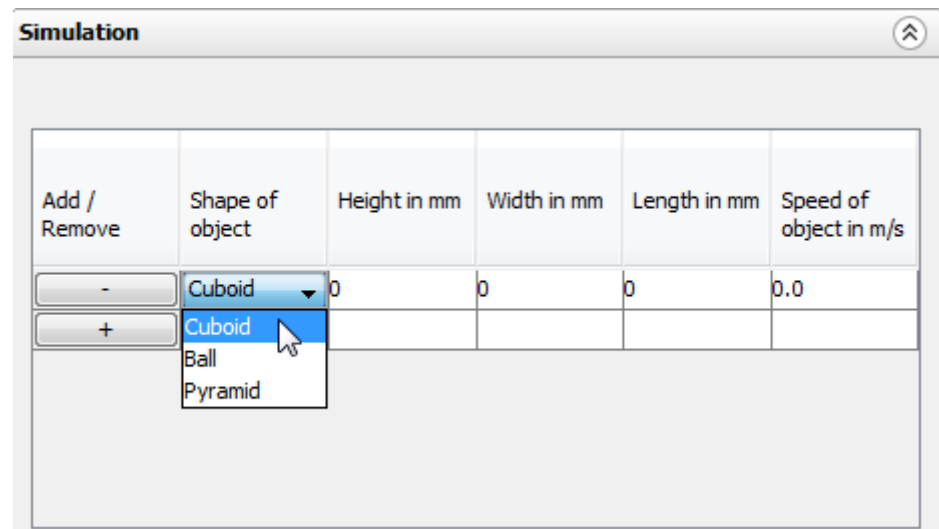 Simulation
Add / Remove
Shape of object
Height in mm
Width in mm
Length in mm
Speed of object in m/s
-
Cuboid
0
0
0
0.0
+
Cuboid
Ball
Pyramid